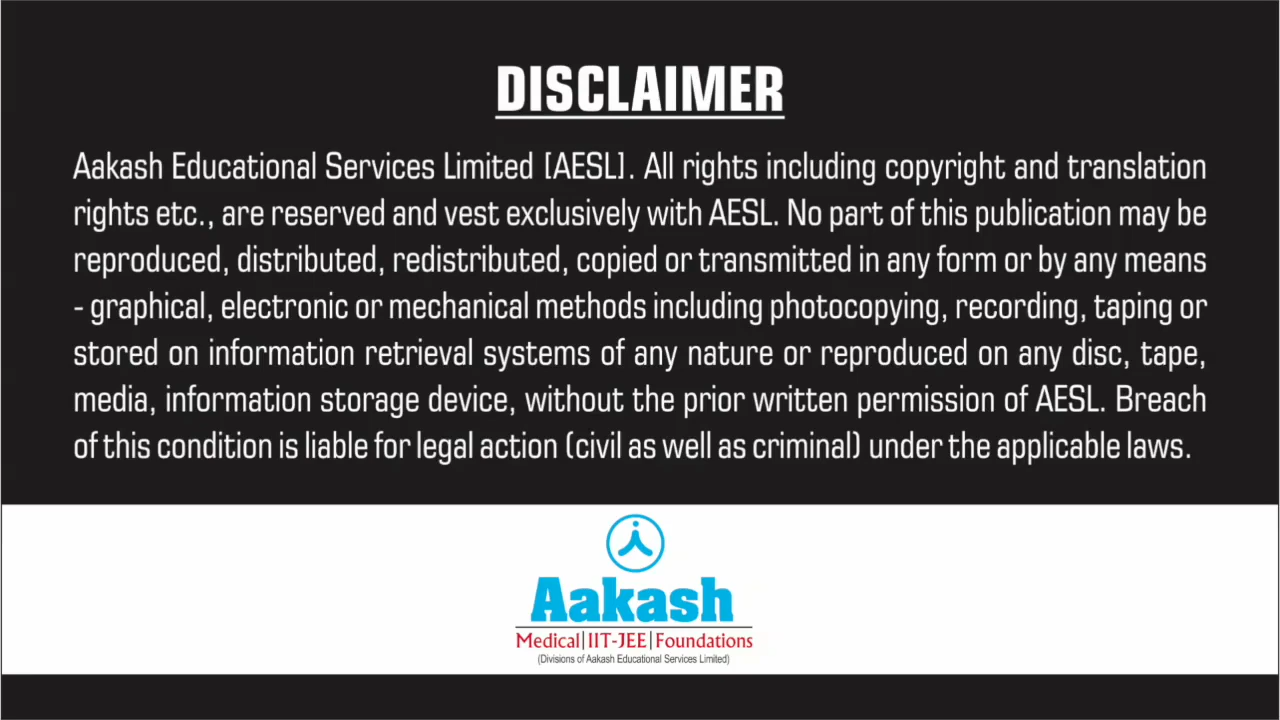 DISCLAIMER
Aakash Educational Services Limited [AESL]. All rights including copyright and translation
rights etc., are reserved and vest exclusively with AESL. No part of this publication may be
reproduced, distributed, redistributed, copied or transmitted in any form or by any means
- graphical, electronic or mechanical methods including photocopying, recording, taping or
stored on information retrieval systems of any nature or reproduced on any disc, tape,
media, information storage device, without the prior written permission of AESL. Breach
of this condition is liable for legal action (civil as well as criminal) under the applicable laws.
Aakash
Medical|IIT-JEE|Foundations
(Divisions of Aakash Educational Services Limited)